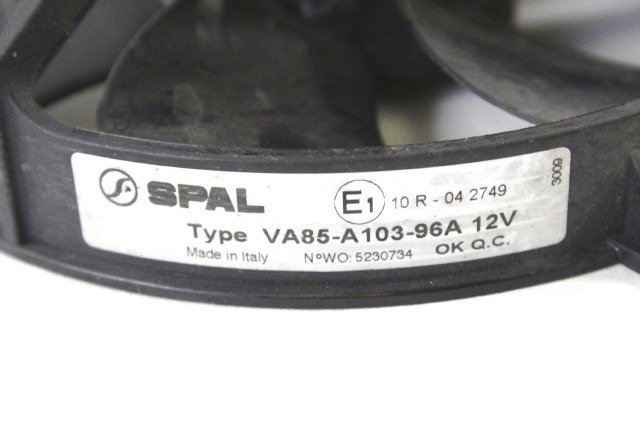 SPAL E1 10 R - 04 2749
Type VA85-A103-96A 12V
Made in Italy N°WO: 5230734 OK Q.C.
3009